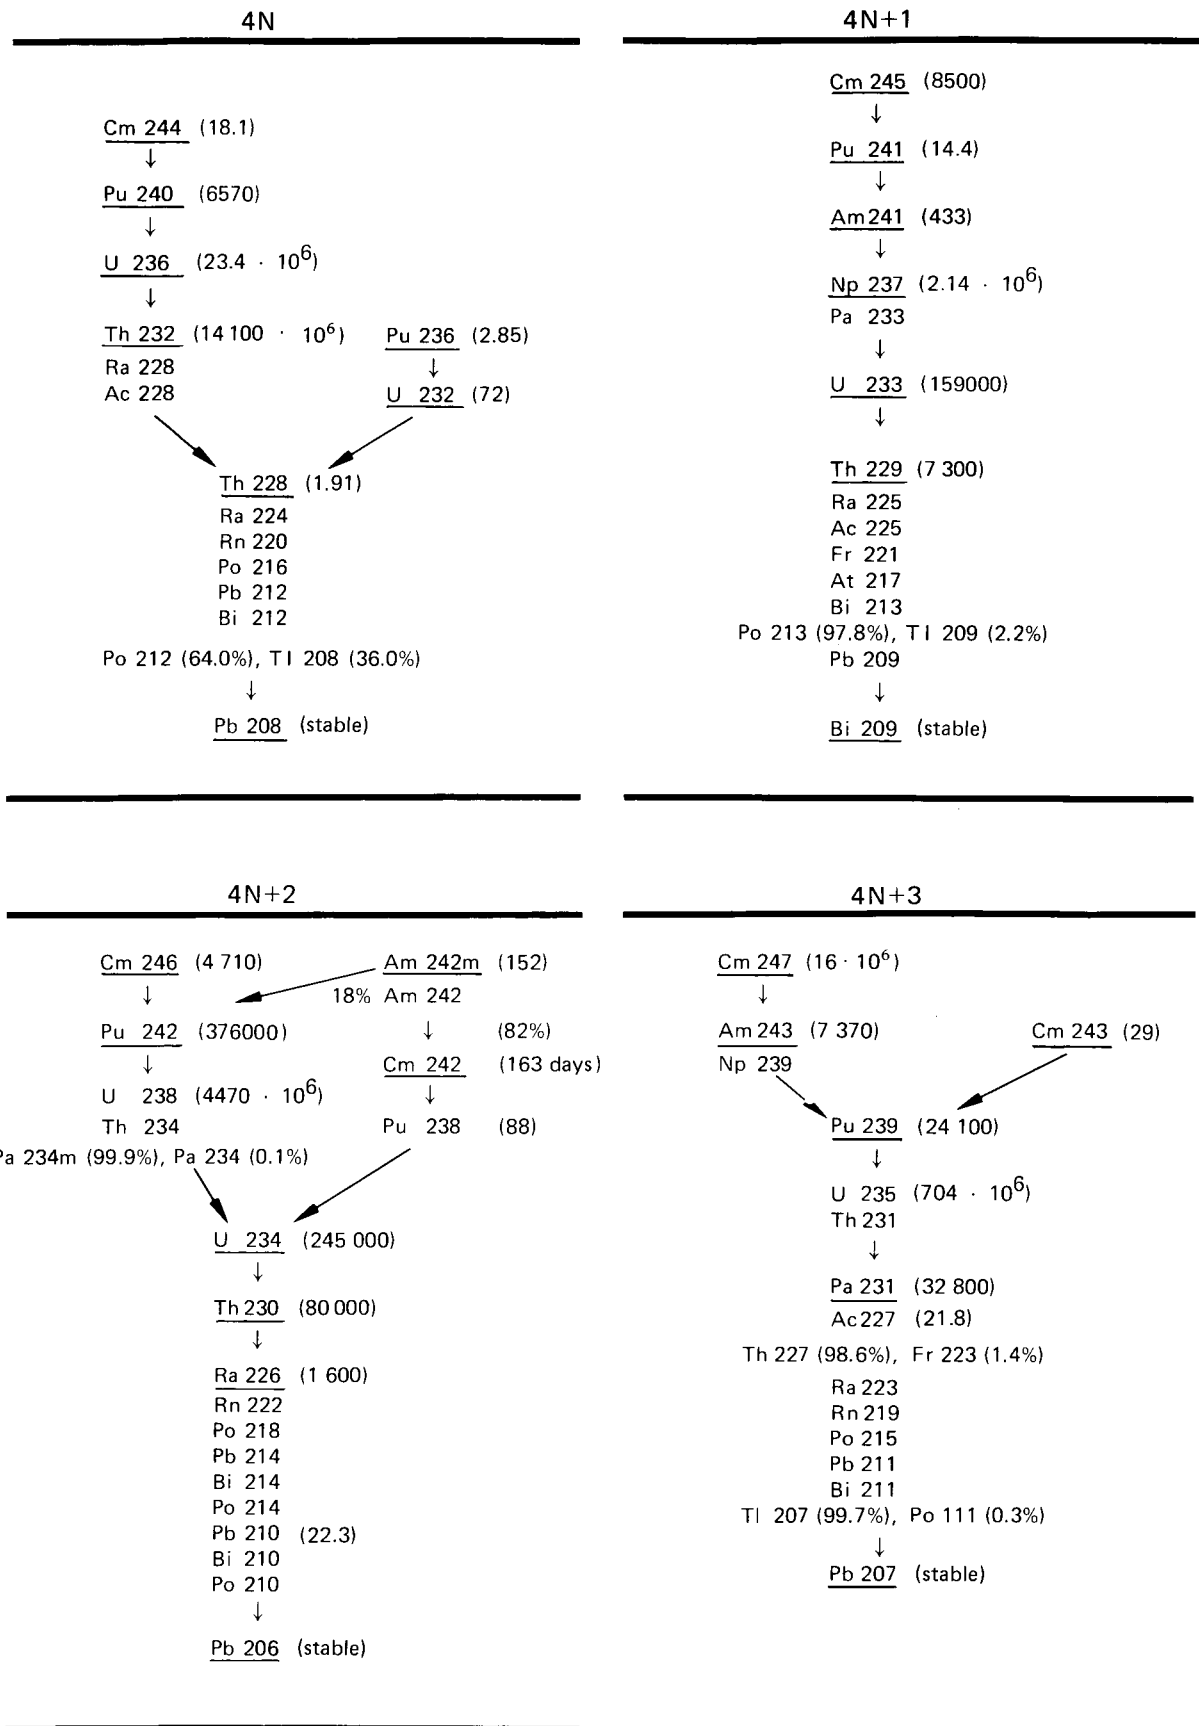 4N
Cm 244 (18.1)
↓
Pu 240 (6570)
↓
U 236 (23.4 · 10⁶)
↓
Th 232 (14 100 · 10⁶) Pu 236 (2.85)
Ra 228 ↓
Ac 228 U 232 (72)
Th 228 (1.91)
Ra 224
Rn 220
Po 216
Pb 212
Bi 212
Po 212 (64.0%), Tl 208 (36.0%)
↓
Pb 208 (stable)
4N+1
Cm 245 (8500)
↓
Pu 241 (14.4)
↓
Am 241 (433)
↓
Np 237 (2.14 · 10⁶)
Pa 233
↓
U 233 (159000)
↓
Th 229 (7 300)
Ra 225
Ac 225
Fr 221
At 217
Bi 213
Po 213 (97.8%), Tl 209 (2.2%)
Pb 209
↓
Bi 209 (stable)
4N+2
Cm 246 (4 710) Am 242m (152)
↓ 18% Am 242
Pu 242 (376000) ↓ (82%)
↓ Cm 242 (163 days)
U 238 (4470 · 10⁶) ↓
Th 234 Pu 238 (88)
Pa 234m (99.9%), Pa 234 (0.1%)
U 234 (245 000)
↓
Th 230 (80 000)
↓
Ra 226 (1 600)
Rn 222
Po 218
Pb 214
Bi 214
Po 214
Pb 210 (22.3)
Bi 210
Po 210
↓
Pb 206 (stable)
4N+3
Cm 247 (16 · 10⁶)
↓
Am 243 (7 370) Cm 243 (29)
Np 239
Pu 239 (24 100)
↓
U 235 (704 · 10⁶)
Th 231
↓
Pa 231 (32 800)
Ac 227 (21.8)
Th 227 (98.6%), Fr 223 (1.4%)
Ra 223
Rn 219
Po 215
Pb 211
Bi 211
Tl 207 (99.7%), Po 111 (0.3%)
↓
Pb 207 (stable)